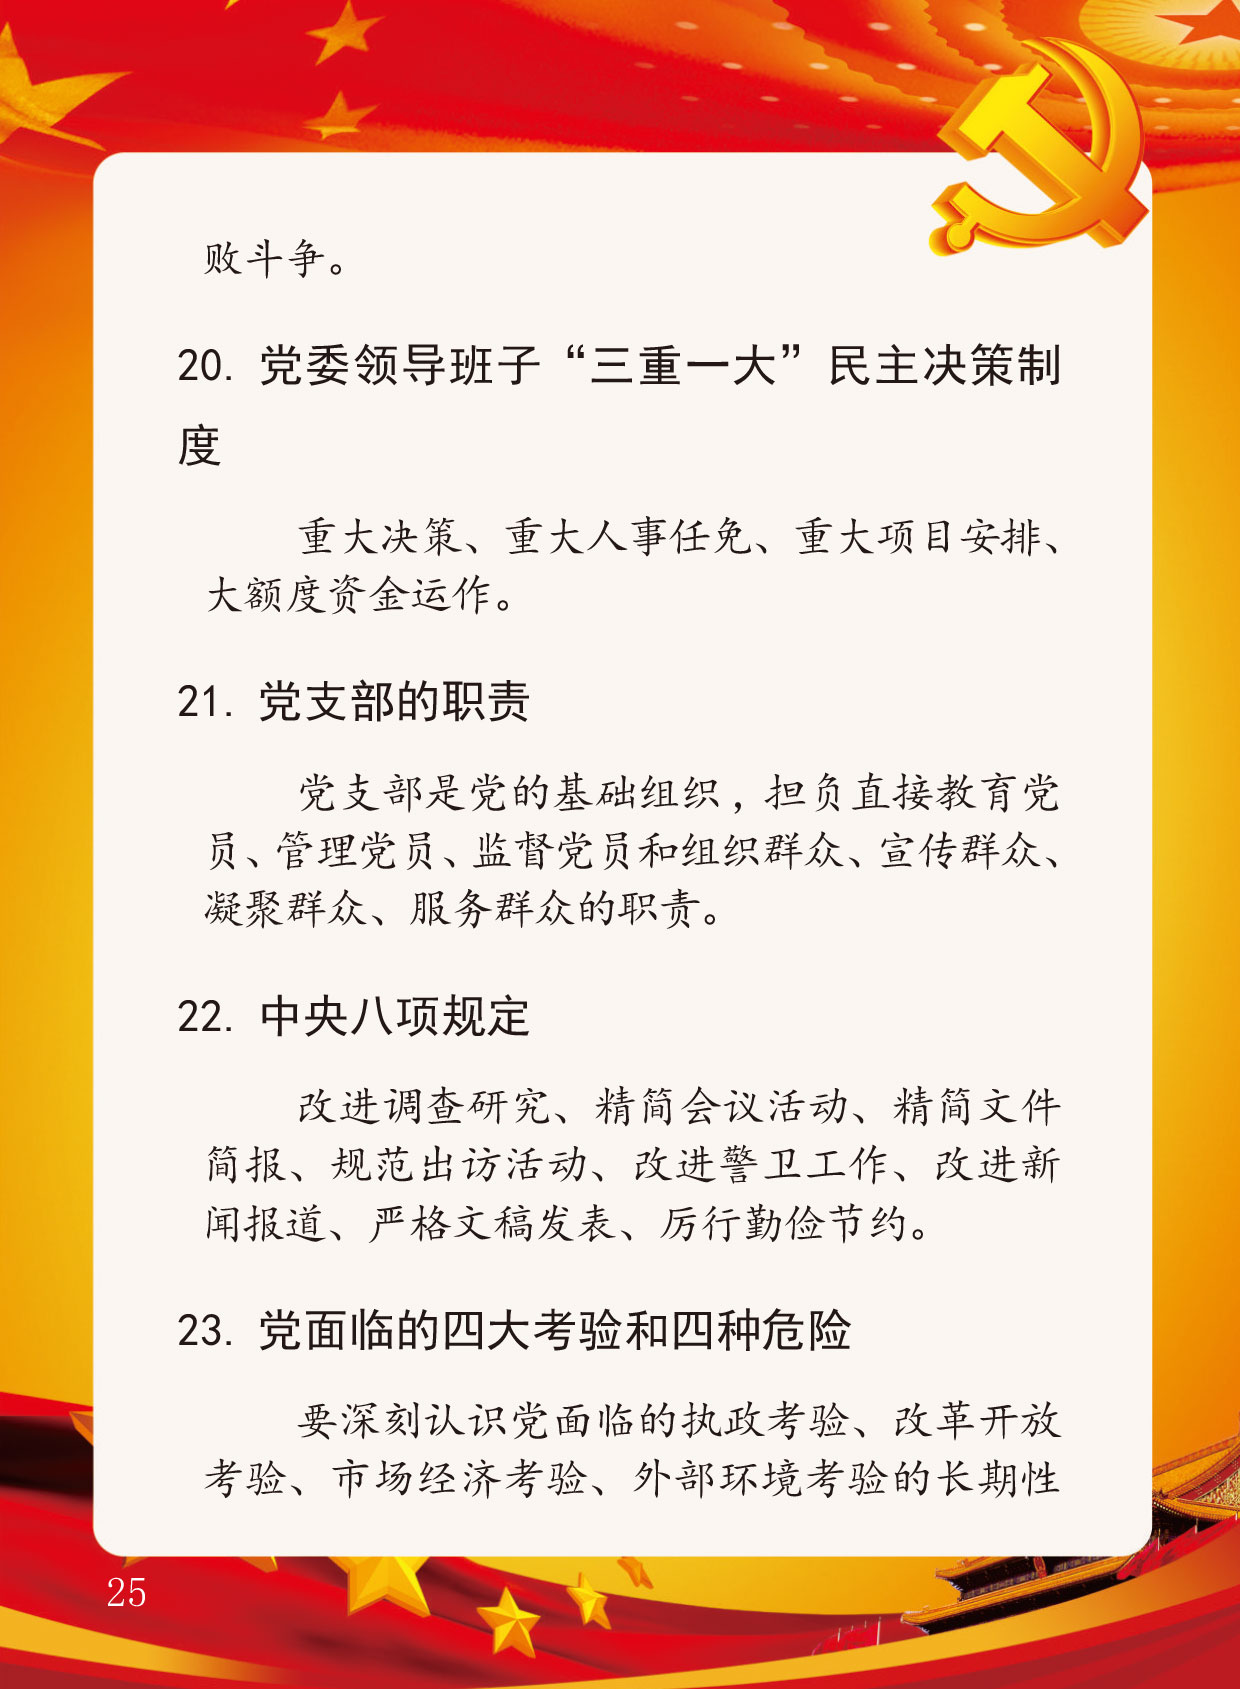 败斗争。
20. 党委领导班子“三重一大”民主决策制
度
重大决策、重大人事任免、重大项目安排、
大额度资金运作。
21. 党支部的职责
党支部是党的基础组织，担负直接教育党
员、管理党员、监督党员和组织群众、宣传群众、
凝聚群众、服务群众的职责。
22. 中央八项规定
改进调查研究、精简会议活动、精简文件
简报、规范出访活动、改进警卫工作、改进新
闻报道、严格文稿发表、厉行勤俭节约。
23. 党面临的四大考验和四种危险
要深刻认识党面临的执政考验、改革开放
考验、市场经济考验、外部环境考验的长期性
25